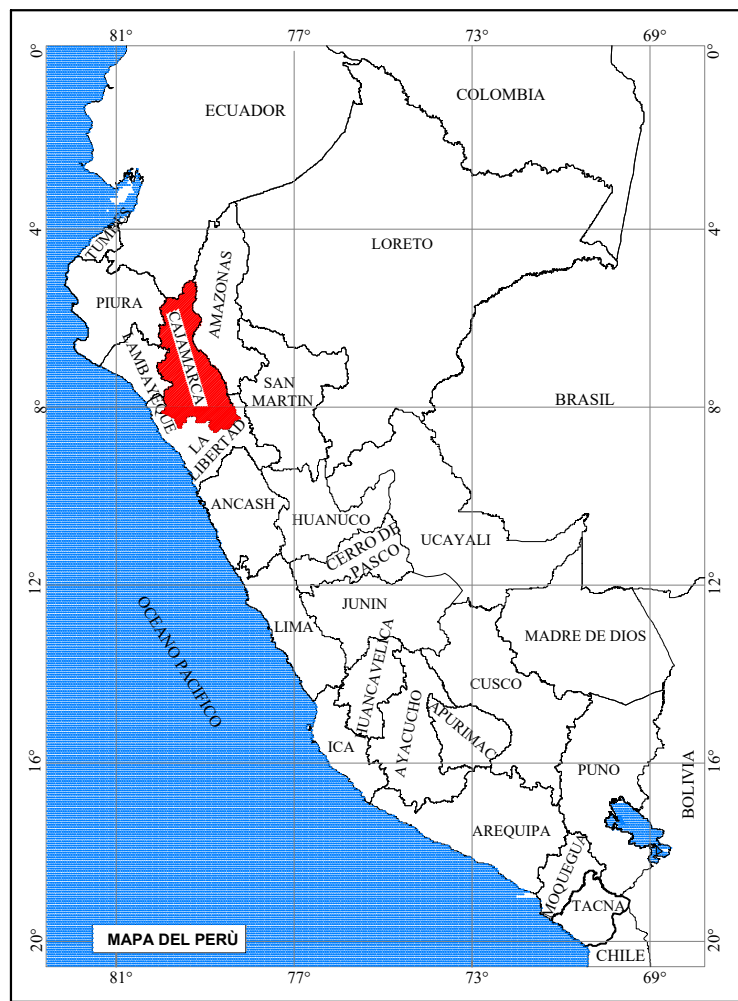 81°
77°
73°
69°
0°
0°
COLOMBIA
ECUADOR
TUMBES
4°
4°
LORETO
AMAZONAS
PIURA
CAJAMARCA
LAMBAYEQUE
SAN
MARTIN
BRASIL
8°
8°
LA
LIBERTAD
ANCASH
HUANUCO
UCAYALI
CERRO DE
PASCO
12°
12°
JUNIN
LIMA
MADRE DE DIOS
OCEANO PACIFICO
HUANCAVELICA
CUSCO
AYACUCHO
APURIMAC
ICA
16°
16°
PUNO
BOLIVIA
AREQUIPA
MOQUEGUA
TACNA
20°
20°
MAPA DEL PERÙ
CHILE
81°
77°
73°
69°